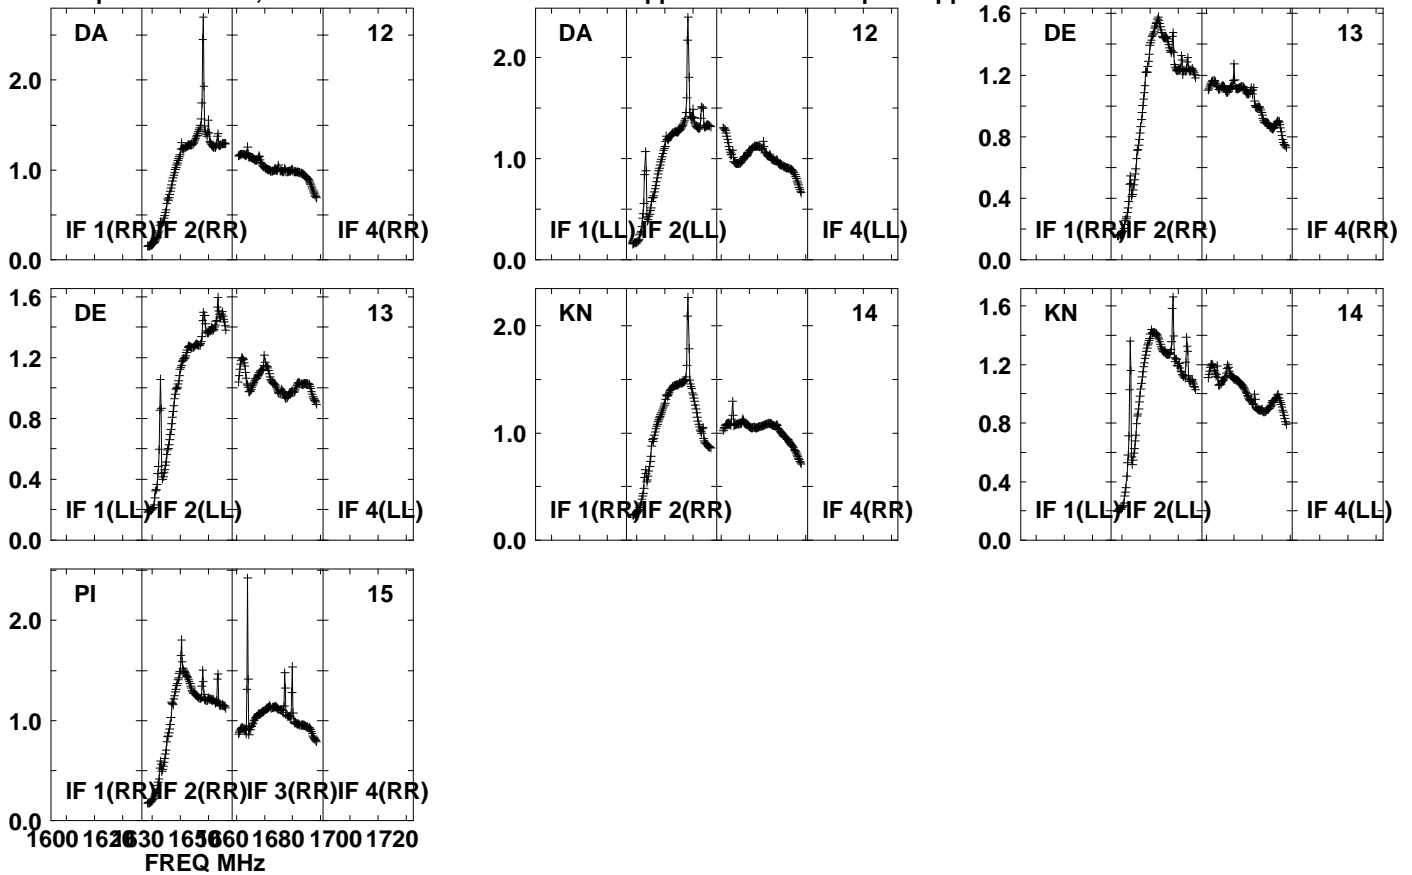 DA 12
2.0
1.0
0.0
IF 1(RR) IF 2(RR) IF 4(RR)
DA 12
2.0
1.0
0.0
IF 1(LL) IF 2(LL) IF 4(LL)
DE 13
1.6
1.2
0.8
0.4
0.0
IF 1(RR) IF 2(RR) IF 4(RR)
DE 13
1.6
1.2
0.8
0.4
0.0
IF 1(LL) IF 2(LL) IF 4(LL)
KN 14
2.0
1.0
0.0
IF 1(RR) IF 2(RR) IF 4(RR)
KN 14
1.6
1.2
0.8
0.4
0.0
IF 1(LL) IF 2(LL) IF 4(LL)
PI 15
2.0
1.0
0.0
IF 1(RR) IF 2(RR) IF 3(RR) IF 4(RR)
1600 1620 1630 1650 1660 1680 1700 1720
FREQ MHz